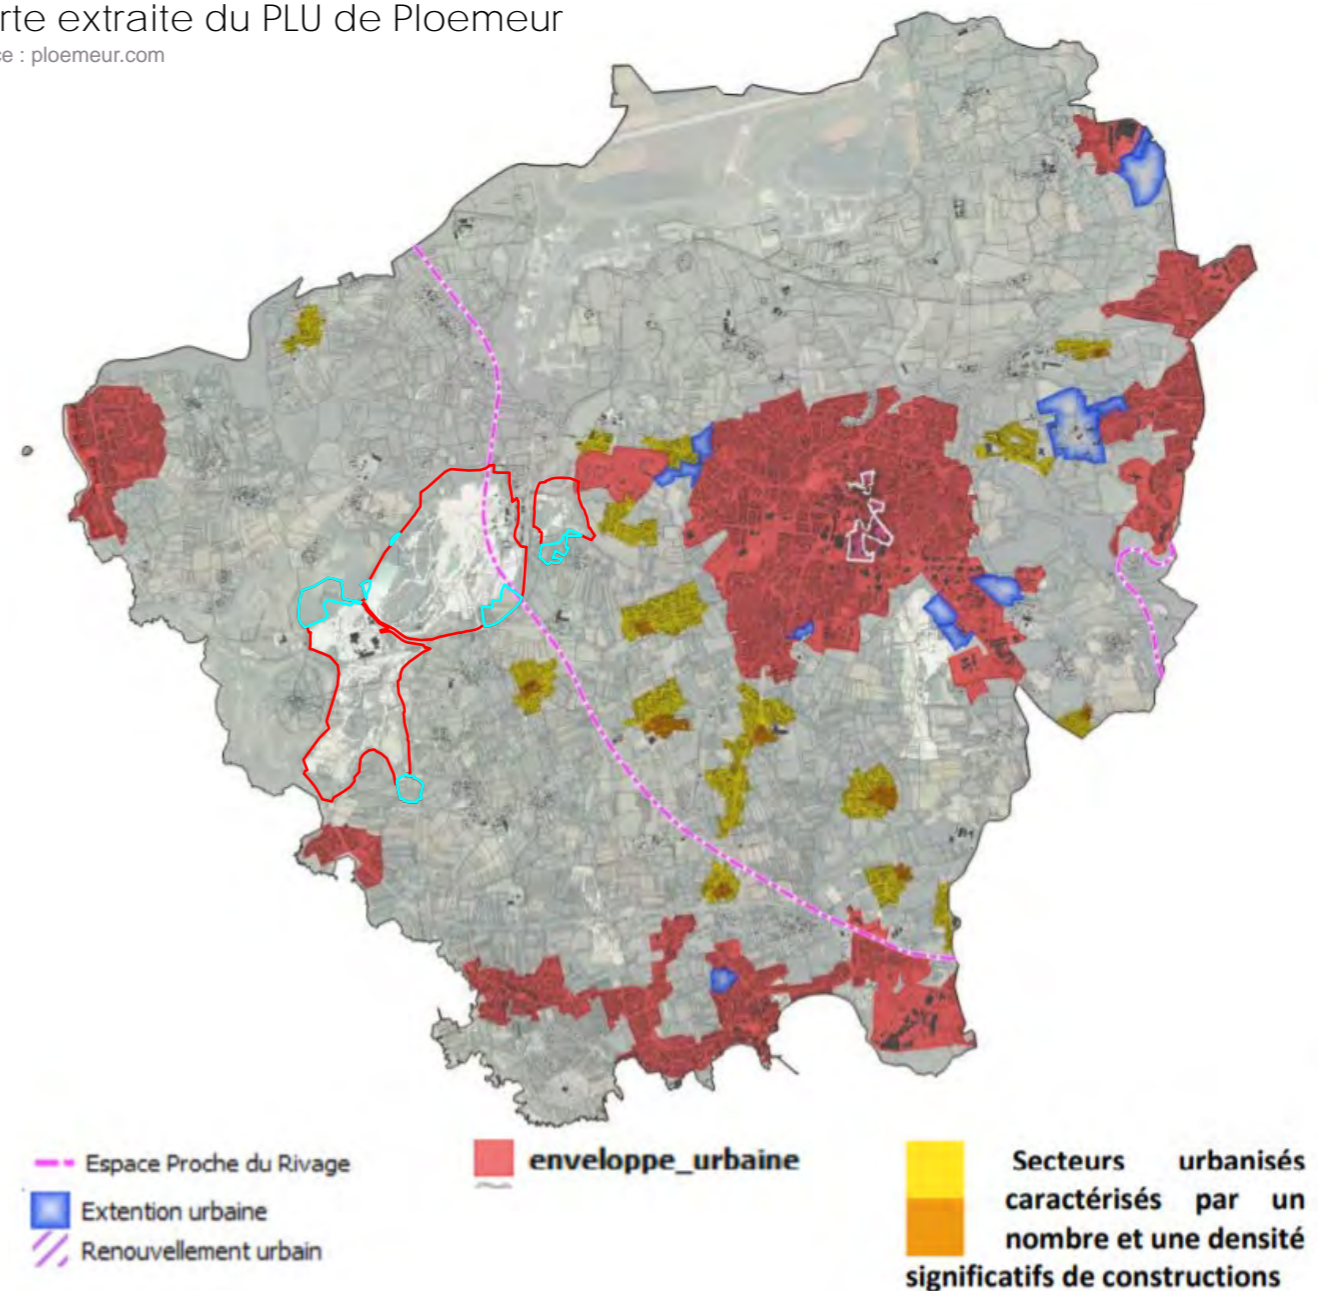 rte extraite du PLU de Ploemeur
ce : ploemeur.com
Espace Proche du Rivage
Extention urbaine
Renouvellement urbain
enveloppe_urbaine
Secteurs urbanisés
caractérisés par un
nombre et une densité
significatifs de constructions